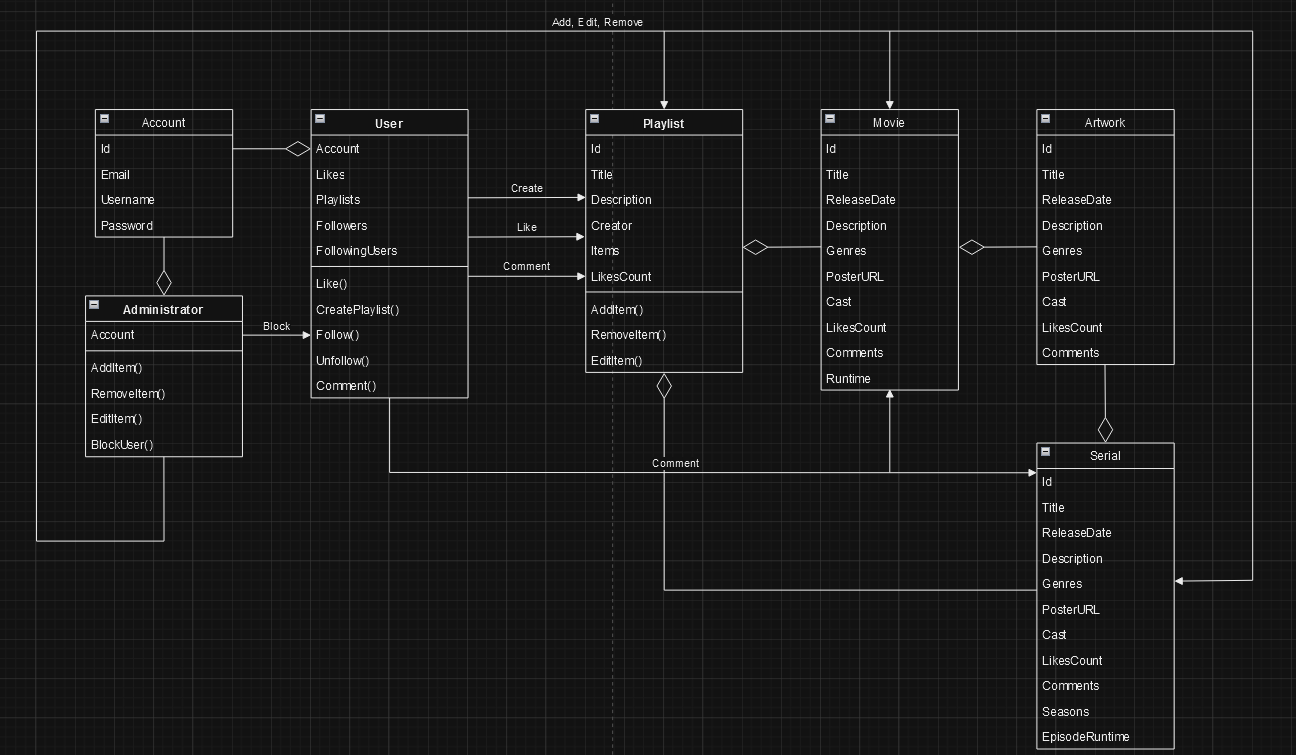 Add, Edit, Remove
Account
Id
Email
Username
Password
User
Account
Likes
Playlists
Followers
FollowingUsers
Like()
CreatePlaylist()
Follow()
Unfollow()
Comment()
Create
Like
Comment
Playlist
Id
Title
Description
Creator
Items
LikesCount
AddItem()
RemoveItem()
EditItem()
Movie
Id
Title
ReleaseDate
Description
Genres
PosterURL
Cast
LikesCount
Comments
Runtime
Artwork
Id
Title
ReleaseDate
Description
Genres
PosterURL
Cast
LikesCount
Comments
Administrator
Account
AddItem()
RemoveItem()
EditItem()
BlockUser()
Block
Comment
Serial
Id
Title
ReleaseDate
Description
Genres
PosterURL
Cast
LikesCount
Comments
Seasons
EpisodeRuntime